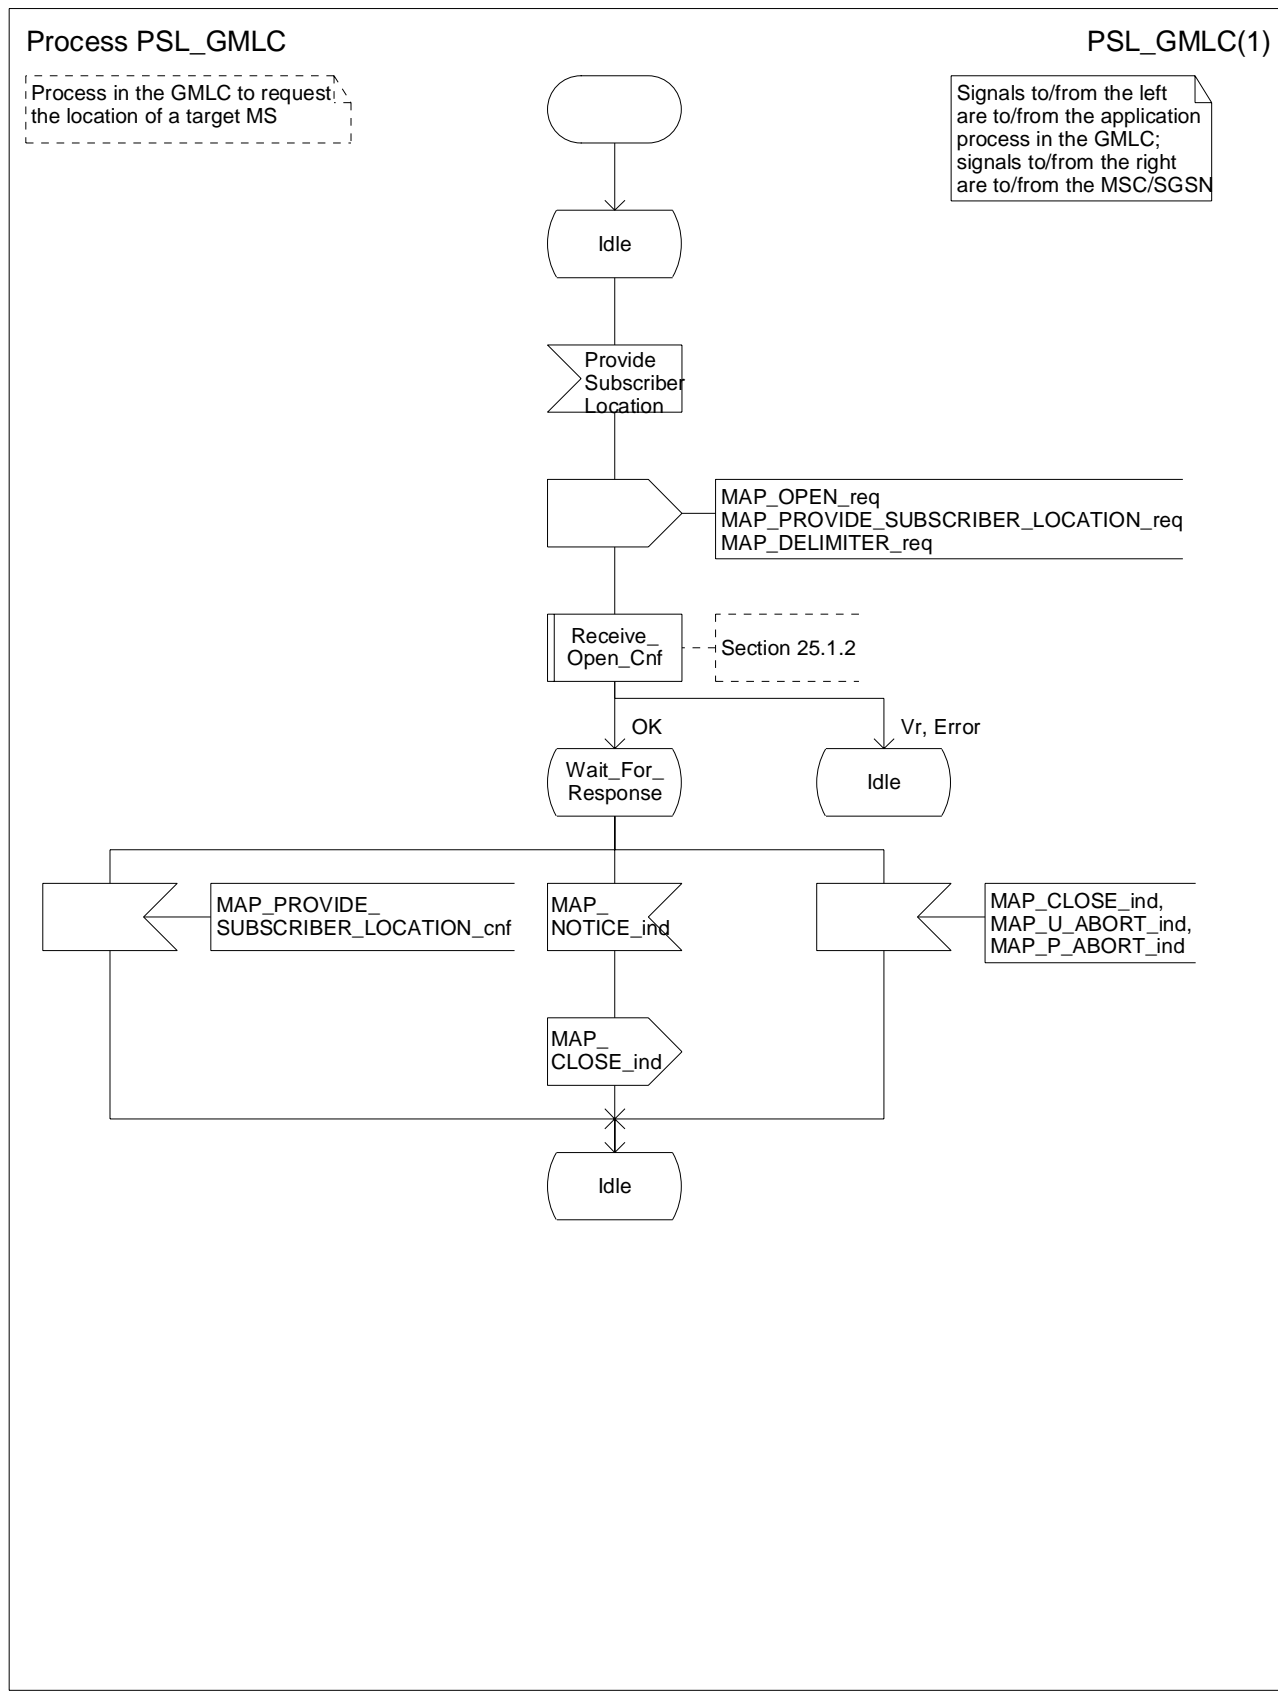 Process PSL_GMLC
PSL_GMLC(1)
Process in the GMLC to request
the location of a target MS
Signals to/from the left
are to/from the application
process in the GMLC;
signals to/from the right
are to/from the MSC/SGSN
Idle
Provide
Subscriber
Location
MAP_OPEN_req
MAP_PROVIDE_SUBSCRIBER_LOCATION_req
MAP_DELIMITER_req
Receive_
Open_Cnf
Section 25.1.2
OK
Vr, Error
Wait_For_
Response
Idle
MAP_PROVIDE_
SUBSCRIBER_LOCATION_cnf
MAP_
NOTICE_ind
MAP_CLOSE_ind,
MAP_U_ABORT_ind,
MAP_P_ABORT_ind
MAP_
CLOSE_ind
Idle